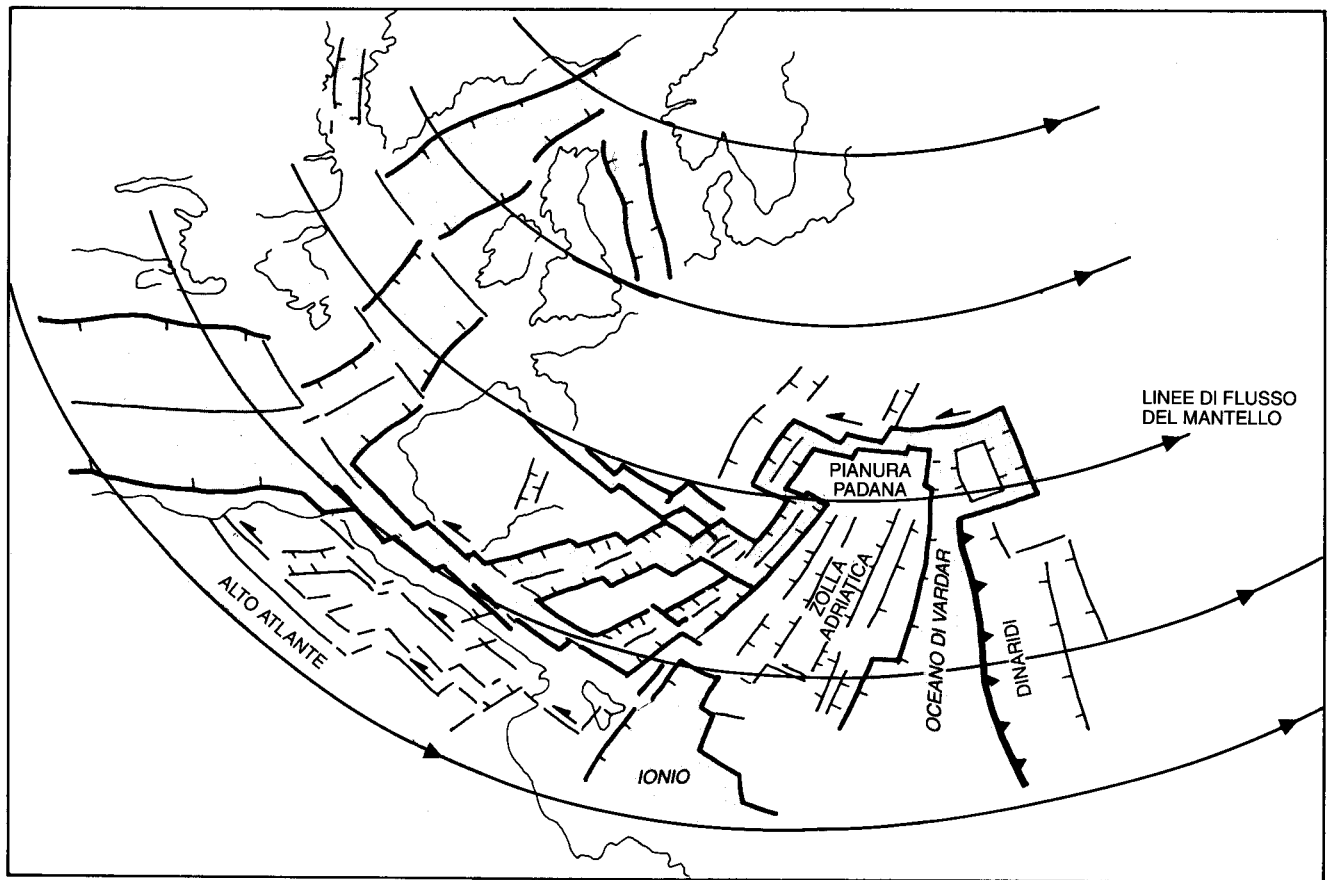 LINEE DI FLUSSO
DEL MANTELLO
PIANURA
PADANA
ZOLLA
ADRIATICA
OCEANO DI VARDAR
DINARIDI
ALTO ATLANTE
IONIO